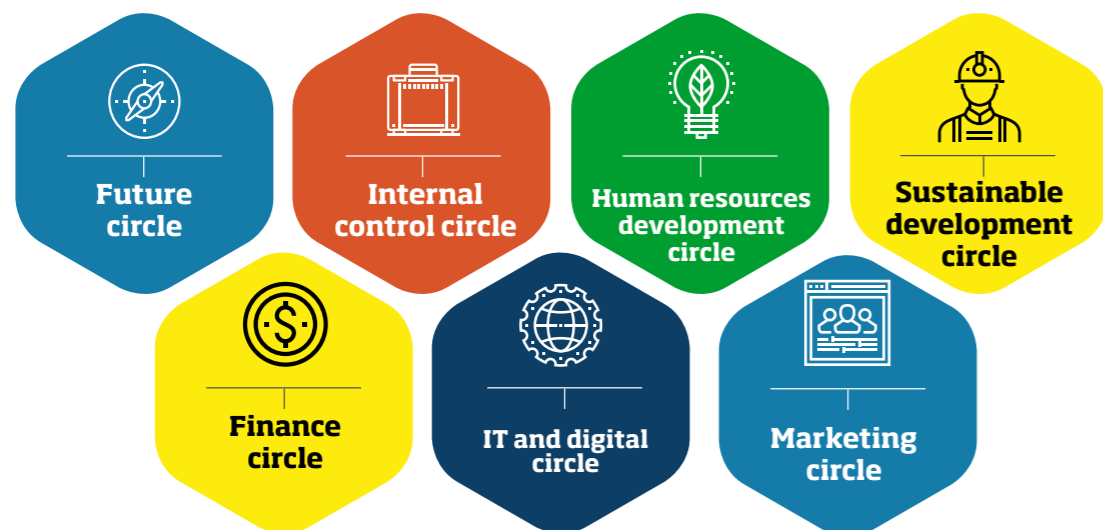 Future
circle
Internal
control circle
Human resources
development
circle
Sustainable
development
circle
Finance
circle
IT and digital
circle
Marketing
circle